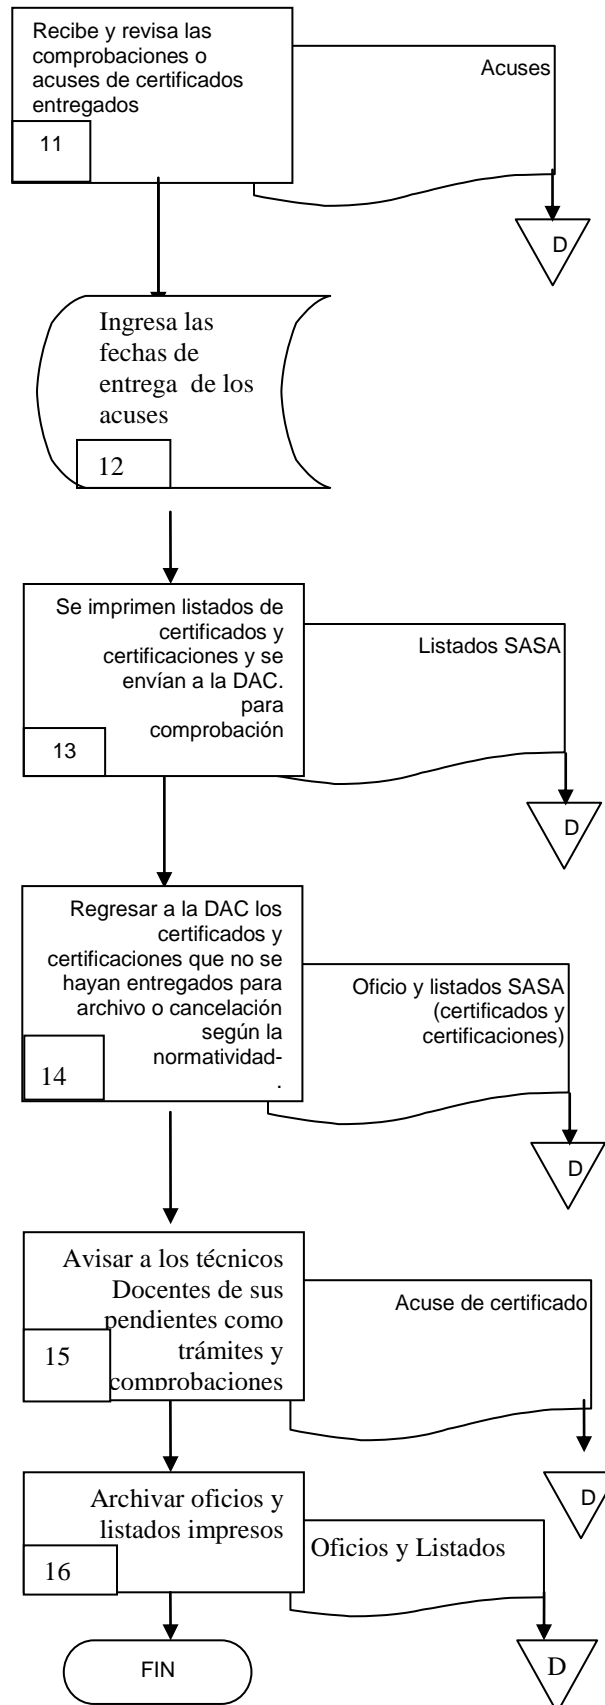 Recibe y revisa las
comprobaciones o
acuses de certificados
entregados
11
Acuses
D
Ingresa las
fechas de
entrega de los
acuses
12
Se imprimen listados de
certificados y
certificaciones y se
envían a la DAC.
para
comprobación
13
Listados SASA
D
Regresar a la DAC los
certificados y
certificaciones que no se
hayan entregados para
archivo o cancelación
según la
normatividad-
.
14
Oficio y listados SASA
(certificados y
certificaciones)
D
Avisar a los técnicos
Docentes de sus
pendientes como
trámites y
comprobaciones
15
Acuse de certificado
D
Archivar oficios y
listados impresos
16
Oficios y Listados
D
FIN